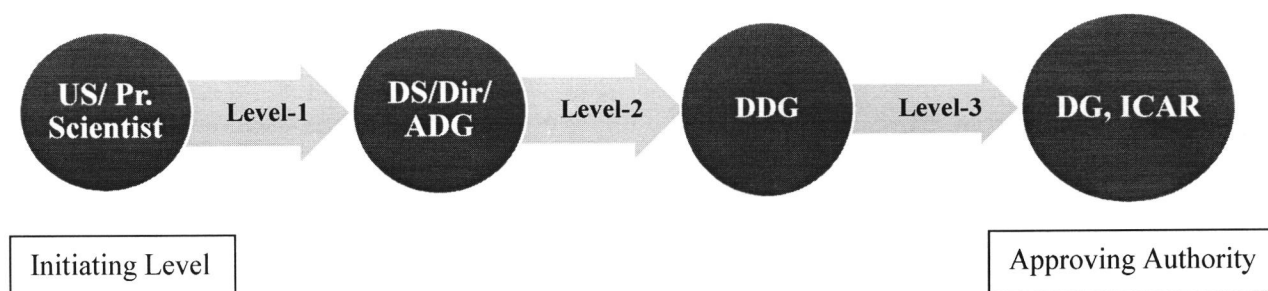 US/ Pr.
Scientist
Level-1
DS/Dir/
ADG
Level-2
DDG
Level-3
DG, ICAR
Initiating Level
Approving Authority